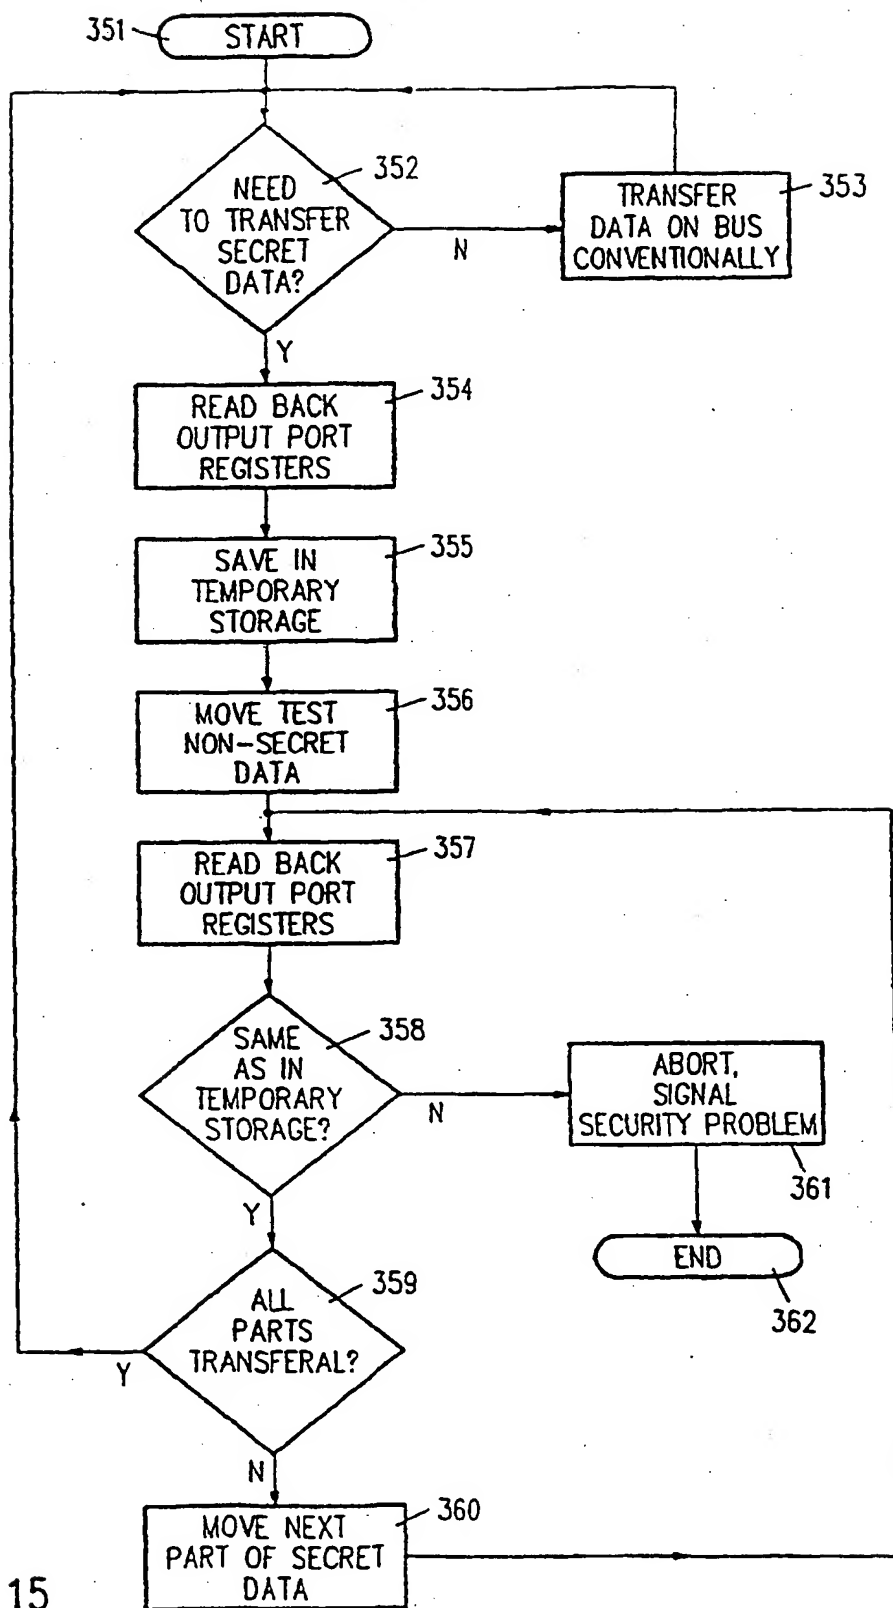 351
START
352
NEED
TO TRANSFER
SECRET
DATA?
N
TRANSFER
DATA ON BUS
CONVENTIONALLY
353
Y
READ BACK
OUTPUT PORT
REGISTERS
354
SAVE IN
TEMPORARY
STORAGE
355
MOVE TEST
NON-SECRET
DATA
356
READ BACK
OUTPUT PORT
REGISTERS
357
SAME
AS IN
TEMPORARY
STORAGE?
358
N
ABORT,
SIGNAL
SECURITY PROBLEM
361
Y
END
362
ALL
PARTS
TRANSFERAL?
359
Y
N
MOVE NEXT
PART OF SECRET
DATA
360
15